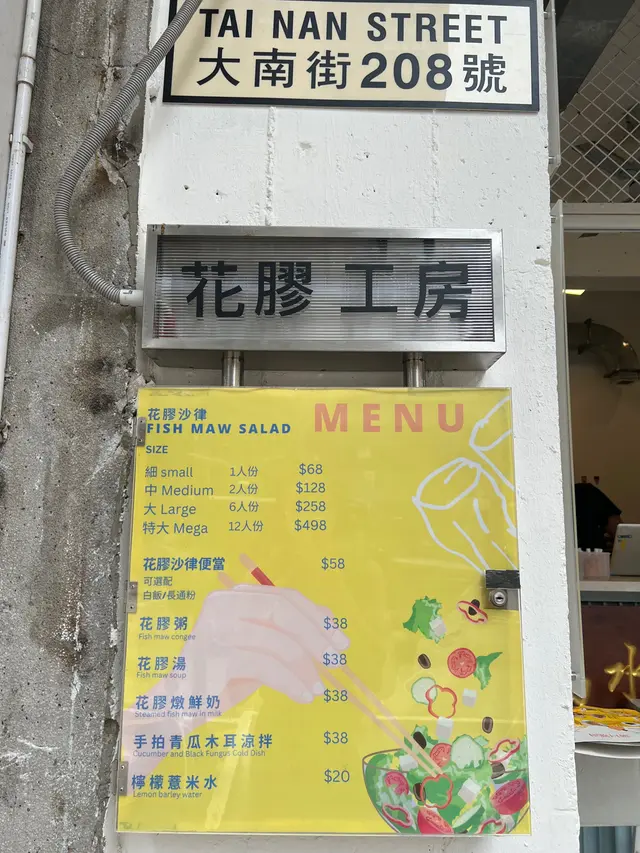 TAI NAN STREET
大南街208號
花膠工房
花膠沙律
FISH MAW SALAD
MENU
SIZE
細 small 1人份 $68
中 Medium 2人份 $128
大 Large 6人份 $258
特大 Mega 12人份 $498
花膠沙律便當 $58
可選配
白飯/長通粉
花膠粥 $38
Fish maw congee
花膠湯 $38
Fish maw soup
花膠燉鮮奶 $38
Steamed fish maw in milk
手拍青瓜木耳涼拌 $38
Cucumber and Black Fungus Cold Dish
檸檬薏米水 $20
Lemon barley water
水